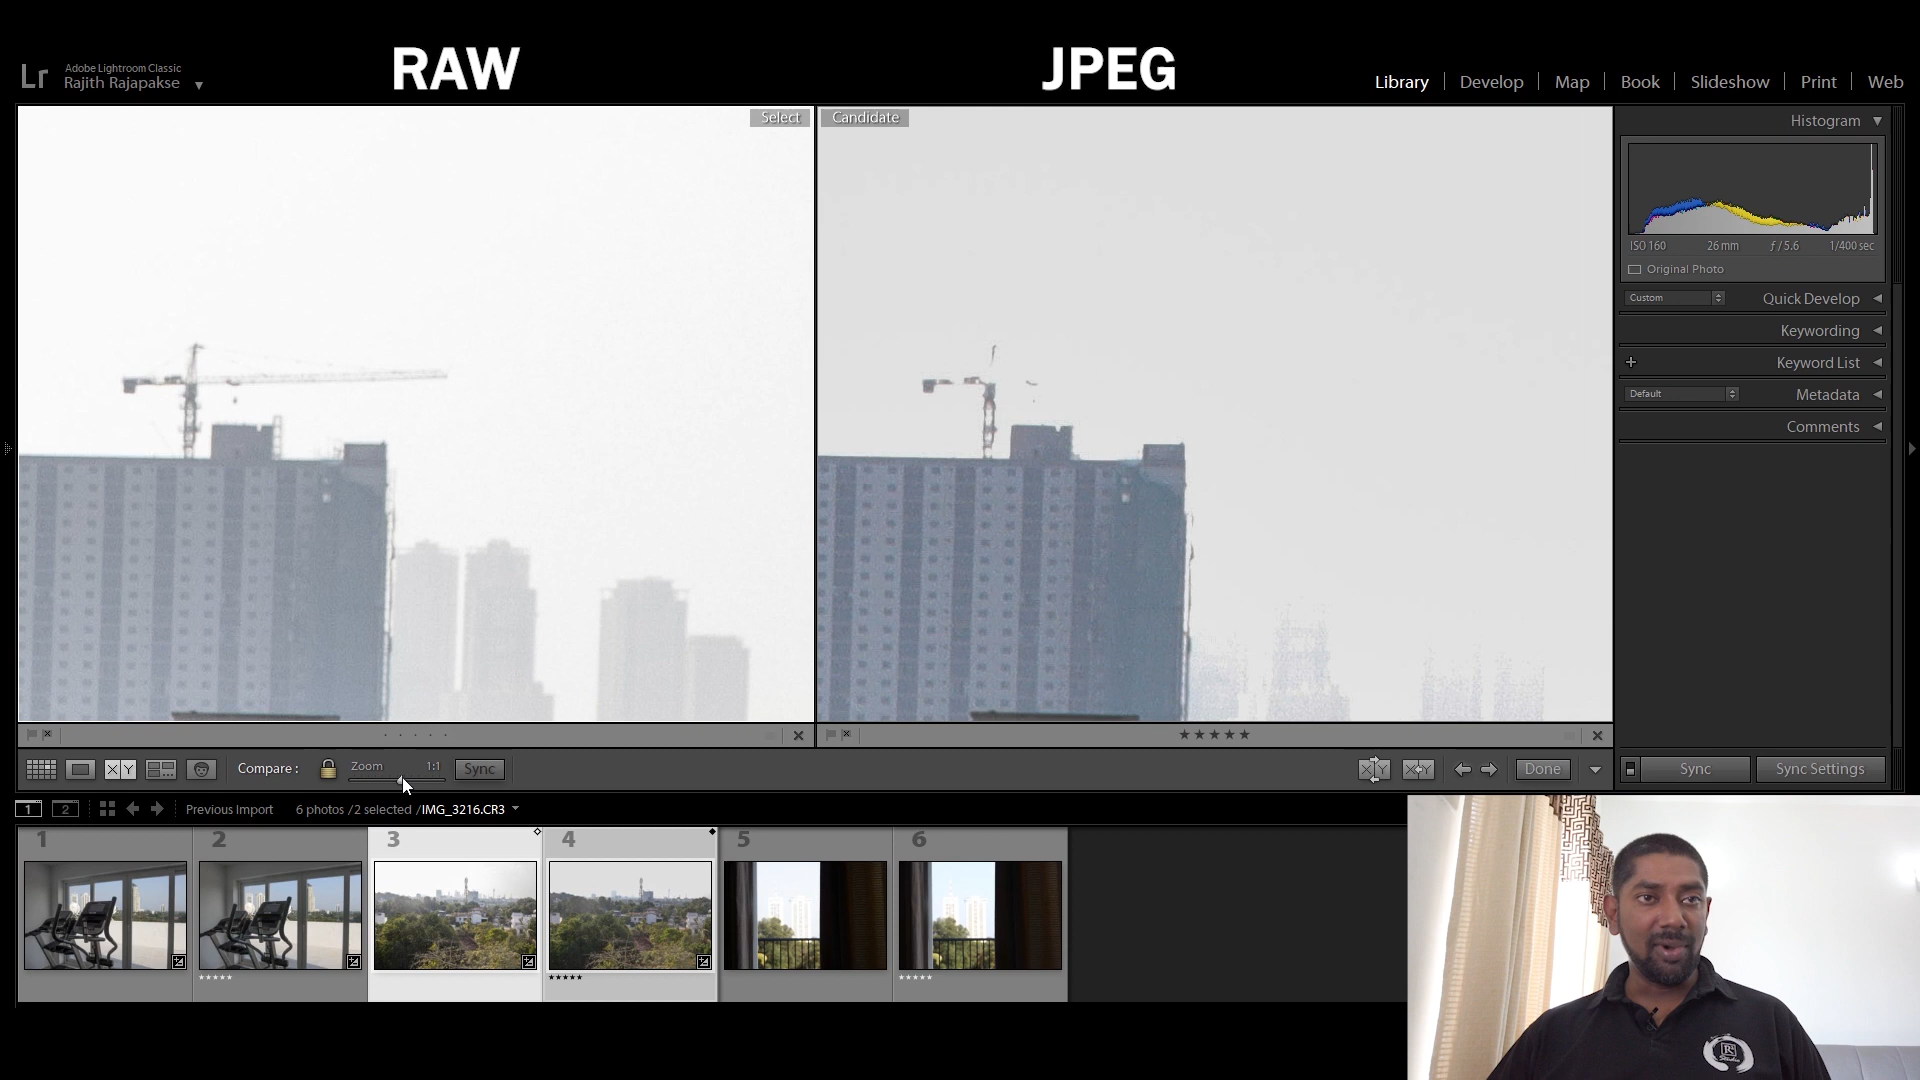 RAW
JPEG
Lr
Adobe Lightroom Classic
Rajith Rajapakse
Library
Develop
Map
Book
Slideshow
Print
Web
Select
Candidate
Histogram
ISO 160
26 mm
ƒ / 5.6
1/400 sec
Original Photo
Custom
Quick Develop
Keywording
Keyword List
Default
Metadata
Comments
X Y
Compare :
Zoom
1:1
Sync
X Y
X Y
Done
Sync
Sync Settings
1
2
Previous Import
6 photos / 2 selected / IMG_3216.CR3
1
2
3
4
5
6